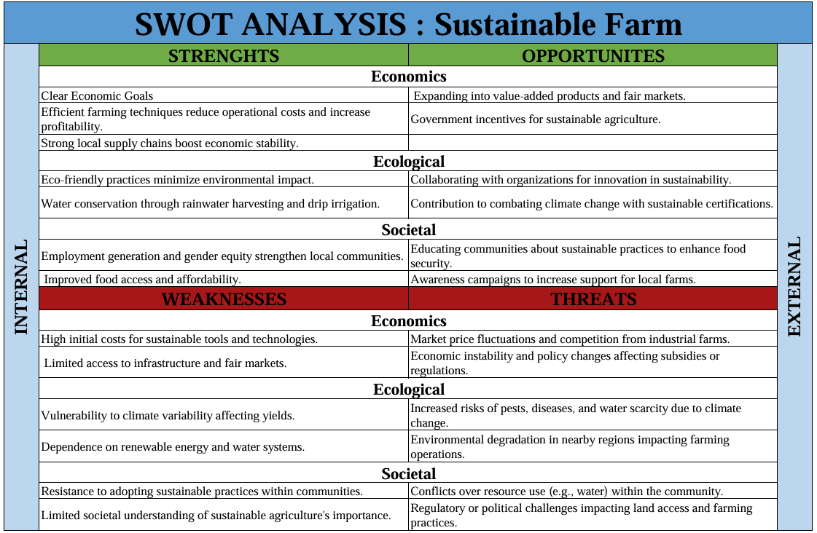 SWOT ANALYSIS : Sustainable Farm
STRENGHTS
OPPORTUNITES
Economics
Clear Economic Goals
Expanding into value-added products and fair markets.
Efficient farming techniques reduce operational costs and increase
profitability.
Government incentives for sustainable agriculture.
Strong local supply chains boost economic stability.
Ecological
Eco-friendly practices minimize environmental impact.
Collaborating with organizations for innovation in sustainability.
Water conservation through rainwater harvesting and drip irrigation.
Contribution to combating climate change with sustainable certifications.
Societal
Employment generation and gender equity strengthen local communities.
Educating communities about sustainable practices to enhance food
security.
Improved food access and affordability.
Awareness campaigns to increase support for local farms.
INTERNAL
EXTERNAL
WEAKNESSES
THREATS
Economics
High initial costs for sustainable tools and technologies.
Market price fluctuations and competition from industrial farms.
Limited access to infrastructure and fair markets.
Economic instability and policy changes affecting subsidies or
regulations.
Ecological
Vulnerability to climate variability affecting yields.
Increased risks of pests, diseases, and water scarcity due to climate
change.
Dependence on renewable energy and water systems.
Environmental degradation in nearby regions impacting farming
operations.
Societal
Resistance to adopting sustainable practices within communities.
Conflicts over resource use (e.g., water) within the community.
Limited societal understanding of sustainable agriculture's importance.
Regulatory or political challenges impacting land access and farming
practices.